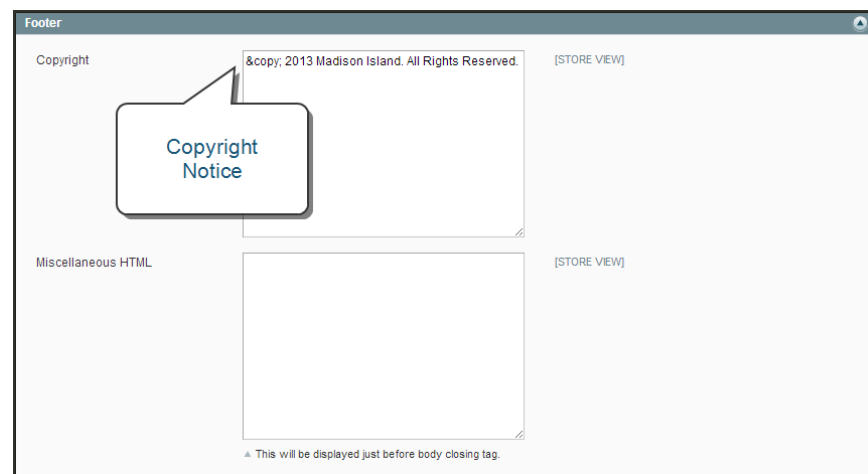 Footer
Copyright
&copy; 2013 Madison Island. All Rights Reserved.
[STORE VIEW]
Copyright
Notice
Miscellaneous HTML
[STORE VIEW]
This will be displayed just before body closing tag.